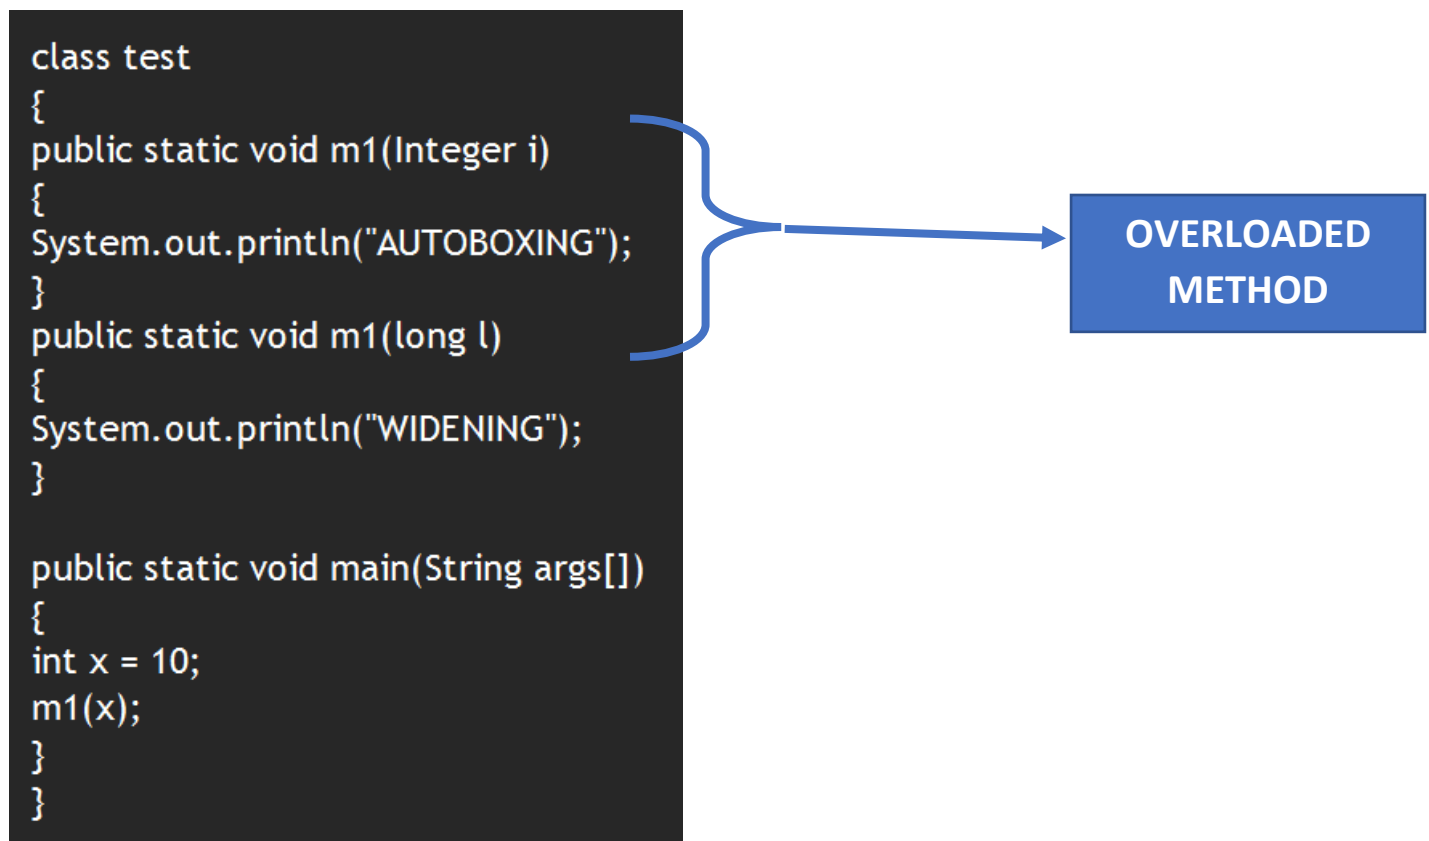 class test
{
public static void m1(Integer i)
{
System.out.println("AUTOBOXING");
}
public static void m1(long l)
{
System.out.println("WIDENING");
}
public static void main(String args[])
{
int x = 10;
m1(x);
}
}
OVERLOADED
METHOD